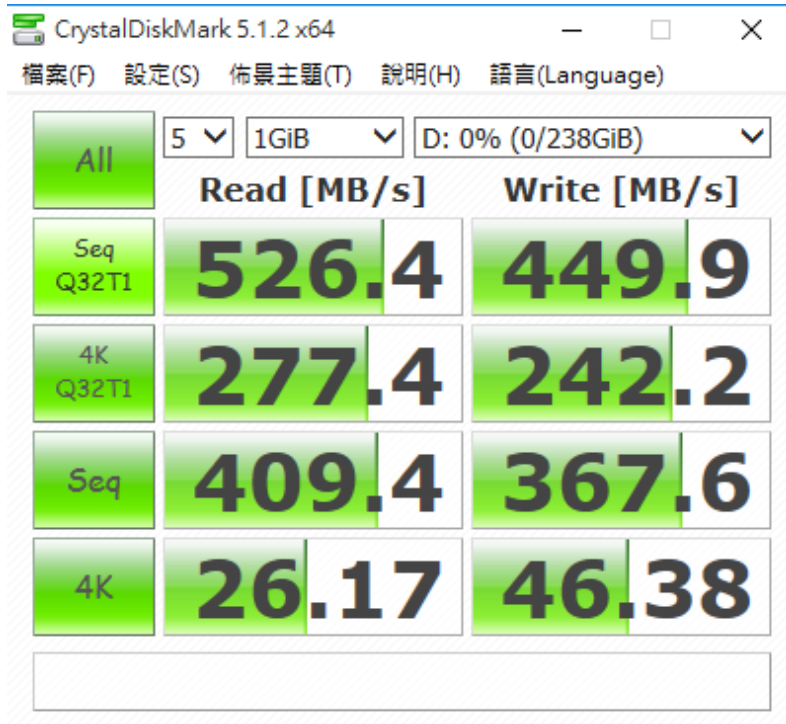 CrystalDiskMark 5.1.2 x64
檔案(F) 設定(S) 佈景主題(T) 說明(H) 語言(Language)
All 5 1GiB D: 0% (0/238GiB)
Read [MB/s] Write [MB/s]
Seq
Q32T1 526.4 449.9
4K
Q32T1 277.4 242.2
Seq 409.4 367.6
4K 26.17 46.38